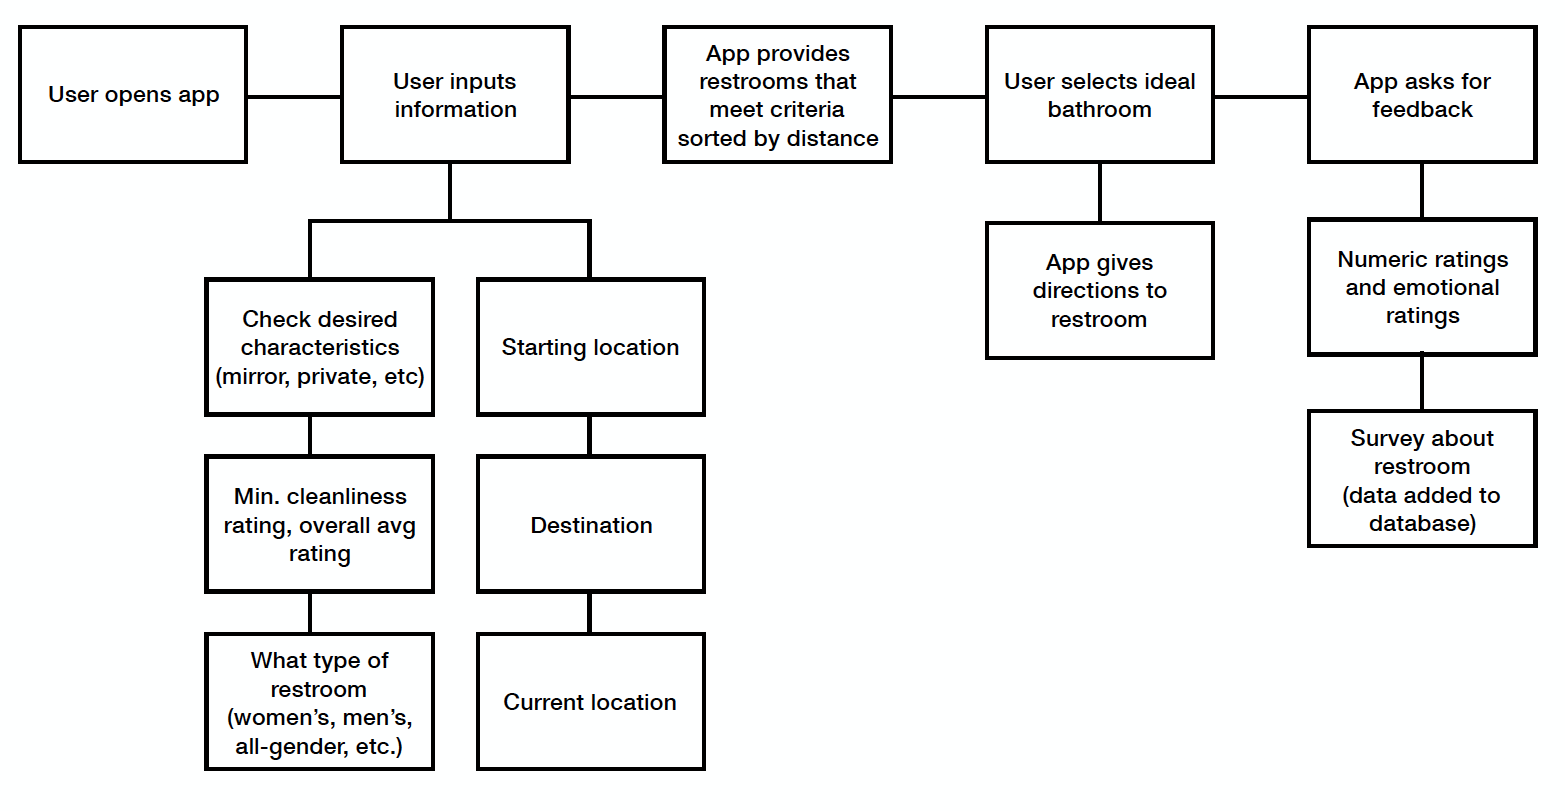 User opens app
User inputs
information
App provides
restrooms that
meet criteria
sorted by distance
User selects ideal
bathroom
App asks for
feedback
Check desired
characteristics
(mirror, private, etc)
Min. cleanliness
rating, overall avg
rating
What type of
restroom
(women’s, men’s,
all-gender, etc.)
Starting location
Destination
Current location
App gives
directions to
restroom
Numeric ratings
and emotional
ratings
Survey about
restroom
(data added to
database)